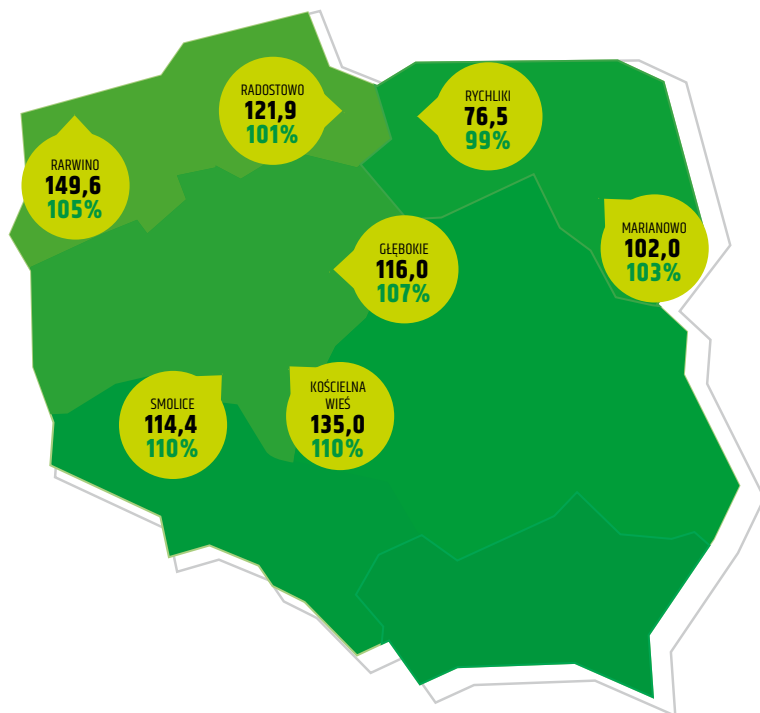 RADOSTOWO
121,9
101%
RYCHLIKI
76,5
99%
RARWINO
149,6
105%
MARIANOWO
102,0
103%
GŁĘBOKIE
116,0
107%
SMOLICE
114,4
110%
KOŚCIELNA
WIEŚ
135,0
110%